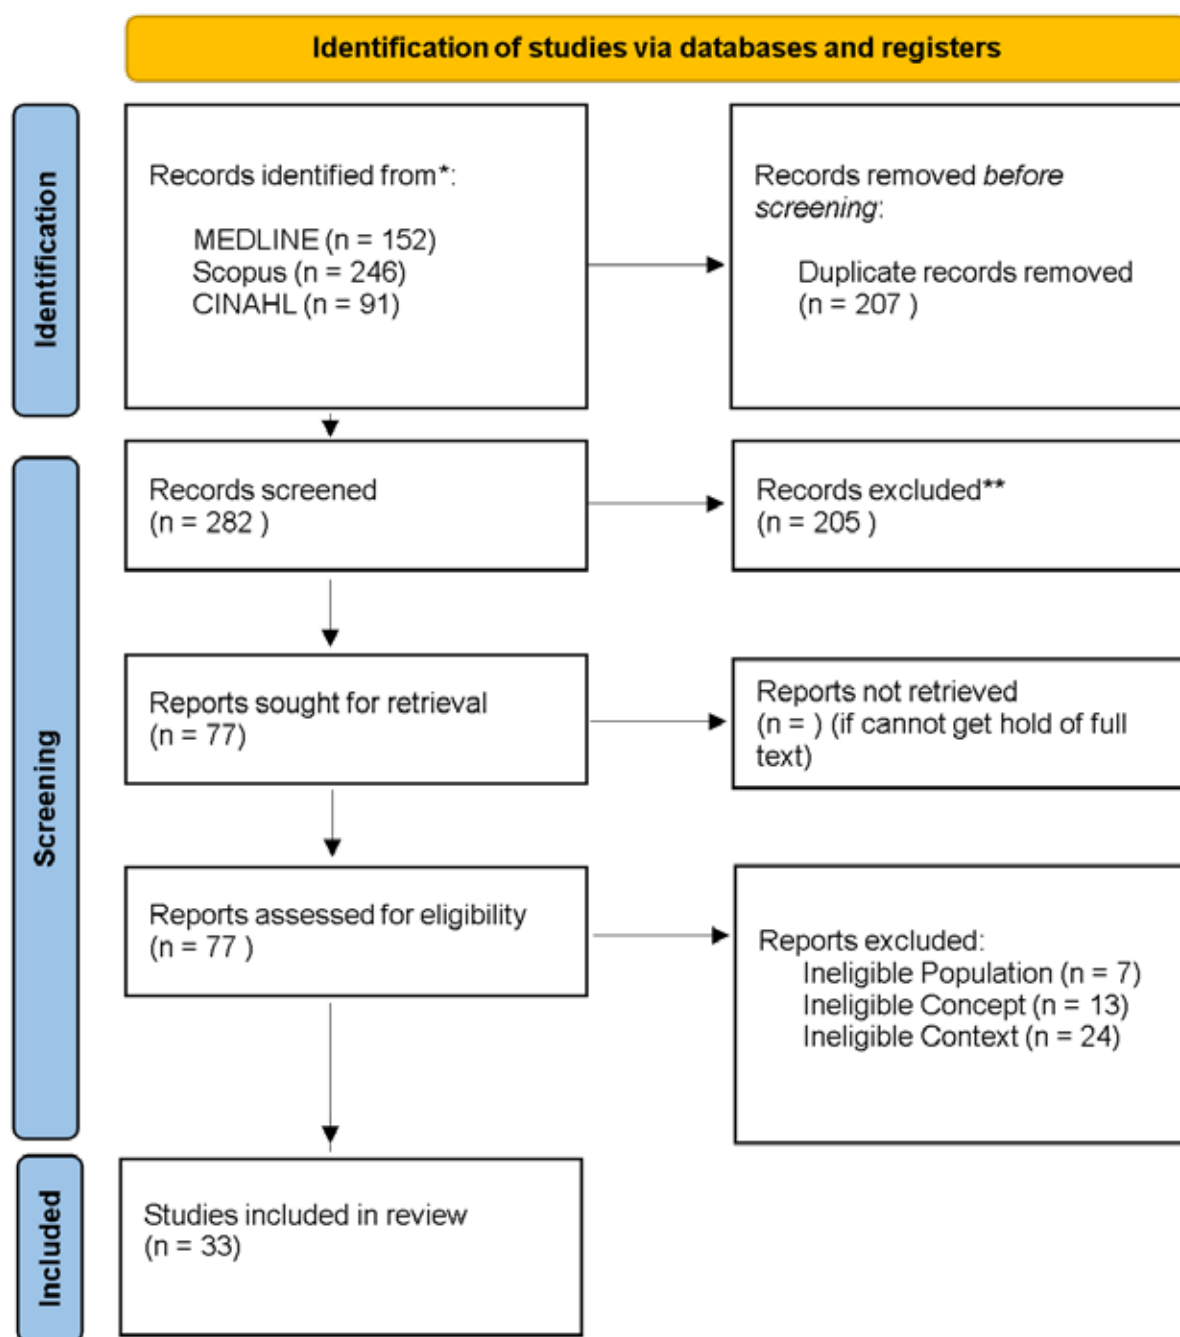 Identification of studies via databases and registers
Identification
Records identified from*:
MEDLINE (n = 152)
Scopus (n = 246)
CINAHL (n = 91)
Records removed before
screening:
Duplicate records removed
(n = 207 )
Screening
Records screened
(n = 282 )
Records excluded**
(n = 205 )
Reports sought for retrieval
(n = 77)
Reports not retrieved
(n = ) (if cannot get hold of full
text)
Reports assessed for eligibility
(n = 77 )
Reports excluded:
Ineligible Population (n = 7)
Ineligible Concept (n = 13)
Ineligible Context (n = 24)
Included
Studies included in review
(n = 33)